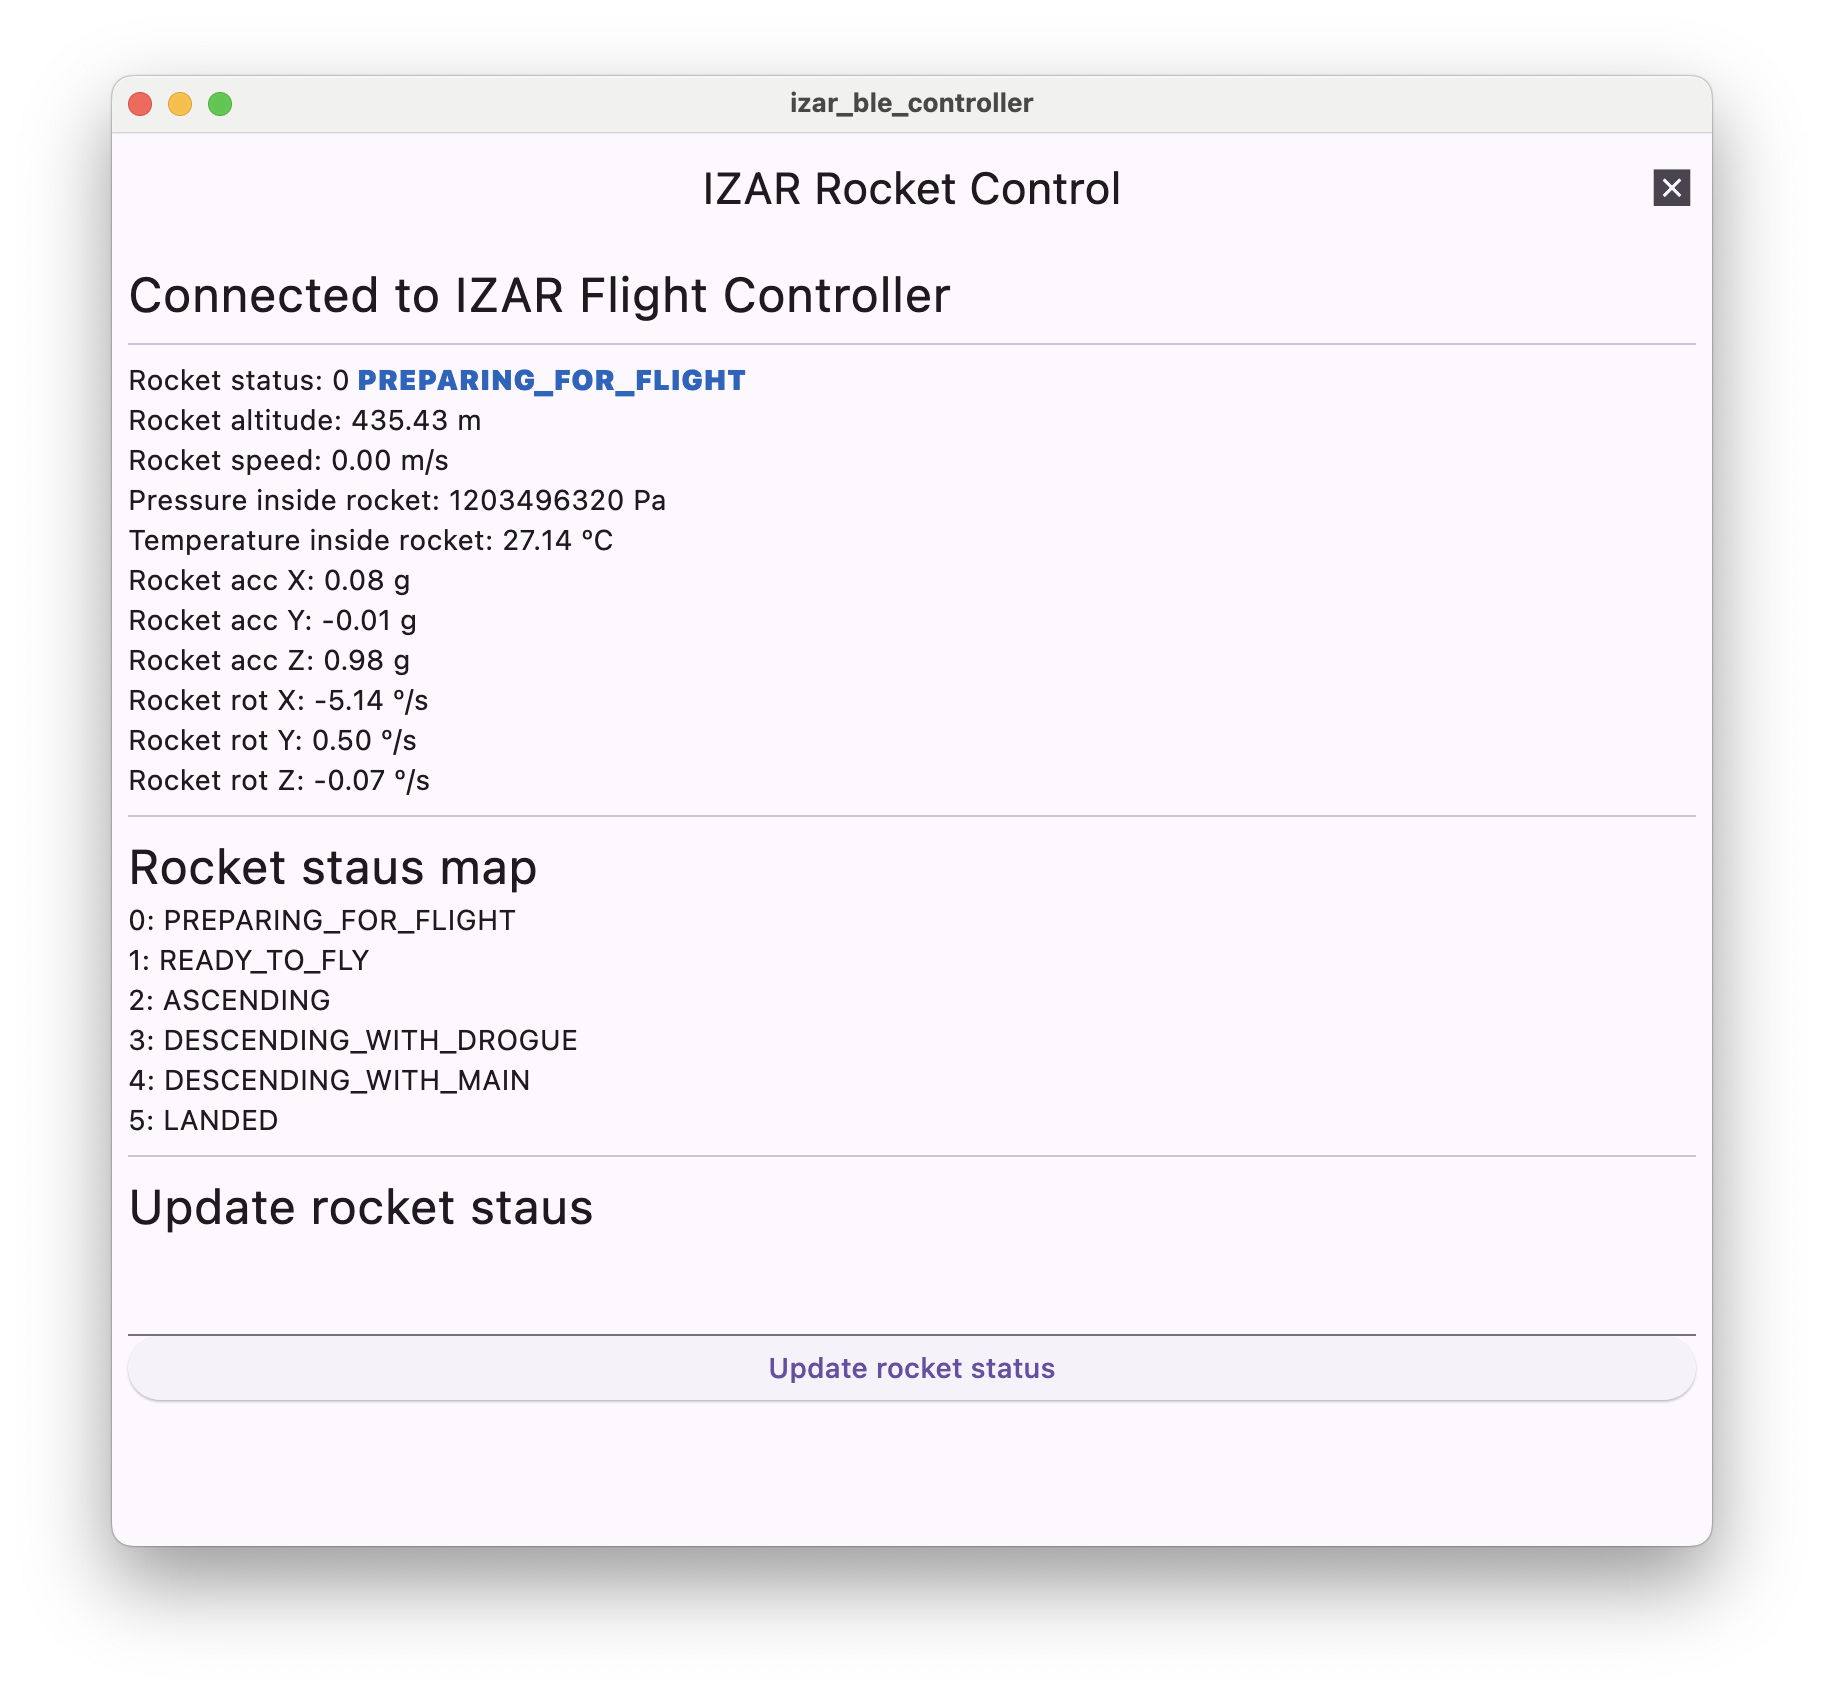 izar_ble_controller
IZAR Rocket Control
Connected to IZAR Flight Controller
Rocket status: 0 PREPARING_FOR_FLIGHT
Rocket altitude: 435.43 m
Rocket speed: 0.00 m/s
Pressure inside rocket: 1203496320 Pa
Temperature inside rocket: 27.14 ºC
Rocket acc X: 0.08 g
Rocket acc Y: -0.01 g
Rocket acc Z: 0.98 g
Rocket rot X: -5.14 º/s
Rocket rot Y: 0.50 º/s
Rocket rot Z: -0.07 º/s
Rocket staus map
0: PREPARING_FOR_FLIGHT
1: READY_TO_FLY
2: ASCENDING
3: DESCENDING_WITH_DROGUE
4: DESCENDING_WITH_MAIN
5: LANDED
Update rocket staus
Update rocket status